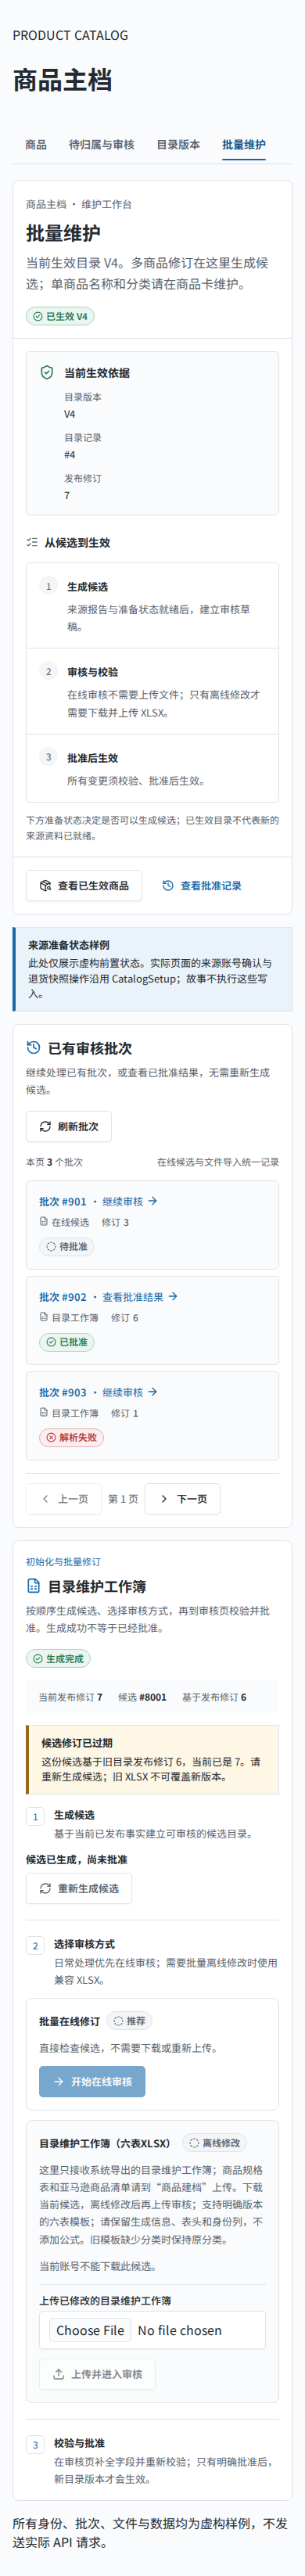 PRODUCT CATALOG
商品主档
商品 待归属与审核 目录版本 批量维护
商品主档 • 维护工作台
批量维护
当前生效目录 V4。多商品修订在这里生成候
选；单商品名称和分类请在商品卡维护。
已生效 V4
当前生效依据
目录版本
V4
目录记录
#4
发布修订
7
从候选到生效
1 生成候选
来源报告与准备状态就绪后，建立审核草
稿。
2 审核与校验
在线审核不需要上传文件；只有离线修改才
需要下载并上传 XLSX。
3 批准后生效
所有变更须校验、批准后生效。
下方准备状态决定是否可以生成候选；已生效目录不代表新的
来源资料已就绪。
查看已生效商品 查看批准记录
来源准备状态样例
此处仅展示虚构前置状态。实际页面的来源账号确认与
退货快照操作沿用 CatalogSetup；故事不执行这些写
入。
已有审核批次
继续处理已有批次，或查看已批准结果，无需重新生成
候选。
刷新批次
本页 3 个批次 在线候选与文件导入统一记录
批次 #901 • 继续审核
在线候选 修订 3
待批准
批次 #902 • 查看批准结果
目录工作簿 修订 6
已批准
批次 #903 • 继续审核
目录工作簿 修订 1
解析失败
上一页 第 1 页 下一页
初始化与批量修订
目录维护工作簿
按顺序生成候选、选择审核方式，再到审核页校验并批
准。生成成功不等于已经批准。
生成完成
当前发布修订 7 候选 #8001 基于发布修订 6
候选修订已过期
这份候选基于旧目录发布修订 6，当前已是 7。请
重新生成候选；旧 XLSX 不可覆盖新版本。
1 生成候选
基于当前已发布事实建立可审核的候选目录。
候选已生成，尚未批准
重新生成候选
2 选择审核方式
日常处理优先在线审核；需要批量离线修改时使用
兼容 XLSX。
批量在线修订 推荐
直接检查候选，不需要下载或重新上传。
开始在线审核
目录维护工作簿（六表XLSX） 离线修改
这里只接收系统导出的目录维护工作簿；商品规格
表和亚马逊商品清单请到“商品建档”上传。下载
当前候选，离线修改后再上传审核；支持明确版本
的六表模板；请保留生成信息、表头和身份列，不
添加公式。旧模板缺少分类时保持原分类。
当前账号不能下载此候选。
上传已修改的目录维护工作簿
Choose File No file chosen
上传并进入审核
3 校验与批准
在审核页补全字段并重新校验；只有明确批准后，
新目录版本才会生效。
所有身份、批次、文件与数据均为虚构样例，不发
送实际 API 请求。